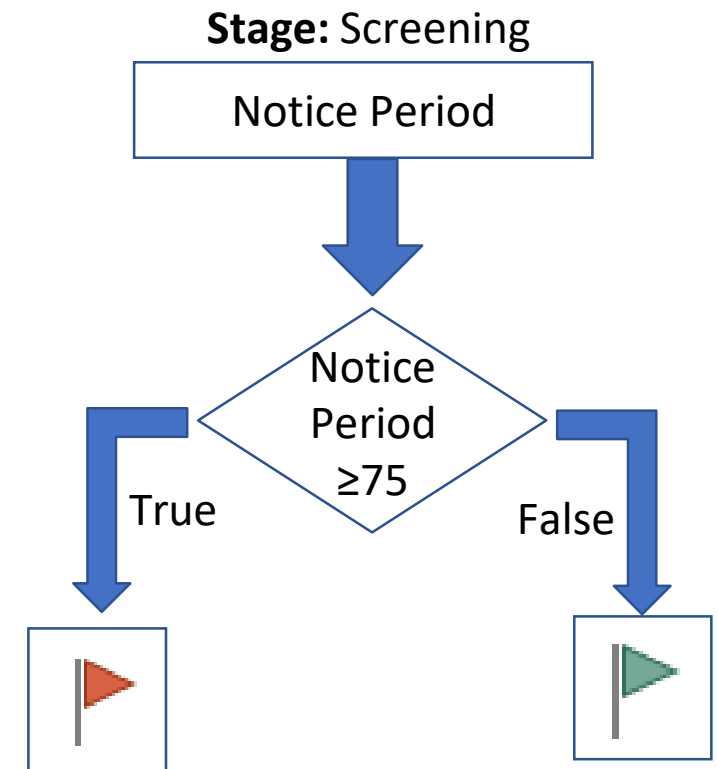 Stage: Screening
Notice Period
Notice
Period
≥75
True
False